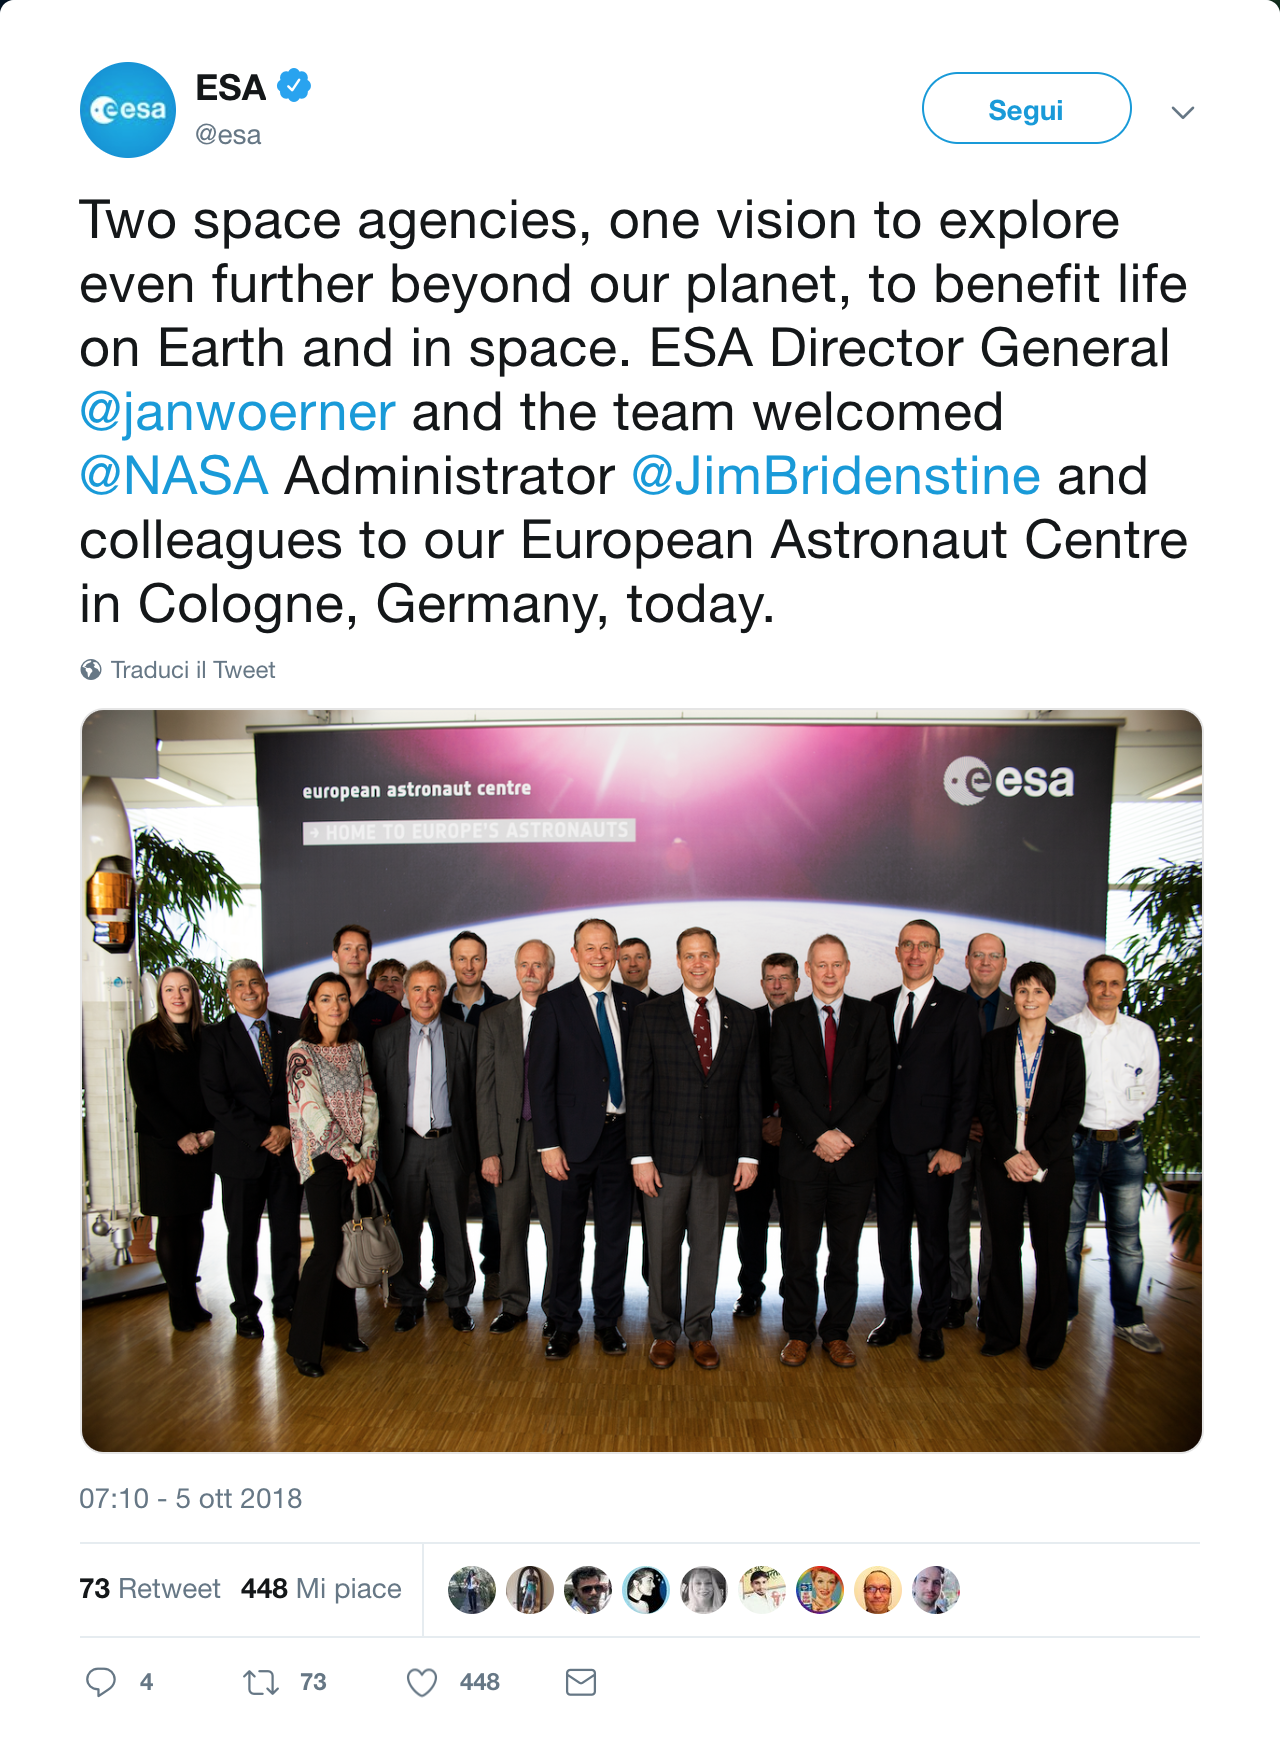 esa
ESA
@esa
Segui
Two space agencies, one vision to explore
even further beyond our planet, to benefit life
on Earth and in space. ESA Director General
@janwoerner and the team welcomed
@NASA Administrator @JimBridenstine and
colleagues to our European Astronaut Centre
in Cologne, Germany, today.
Traduci il Tweet
european astronaut centre
esa
→ HOME TO EUROPE'S ASTRONAUTS
07:10 - 5 ott 2018
73 Retweet 448 Mi piace
4 73 448